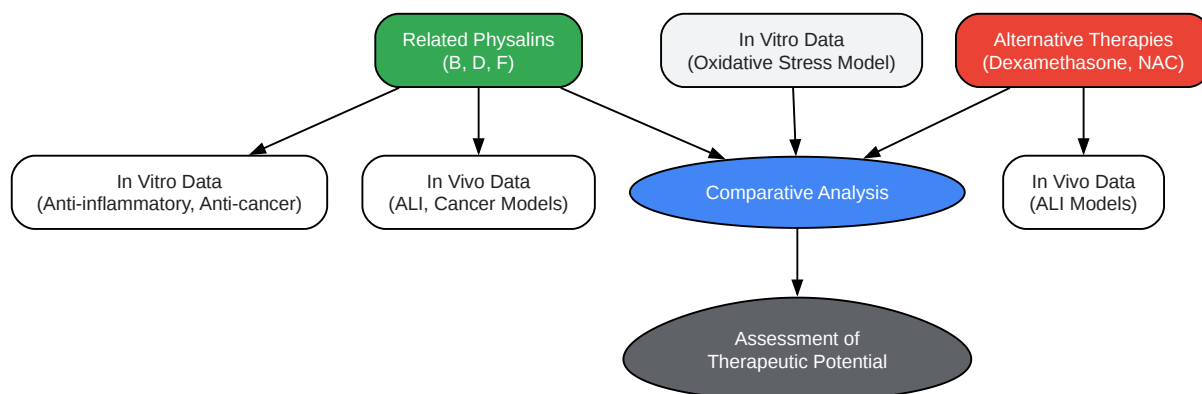 Related Physalins
(B, D, F)
In Vitro Data
(Oxidative Stress Model)
Alternative Therapies
(Dexamethasone, NAC)
In Vitro Data
(Anti-inflammatory, Anti-cancer)
In Vivo Data
(ALI, Cancer Models)
Comparative Analysis
In Vivo Data
(ALI Models)
Assessment of
Therapeutic Potential